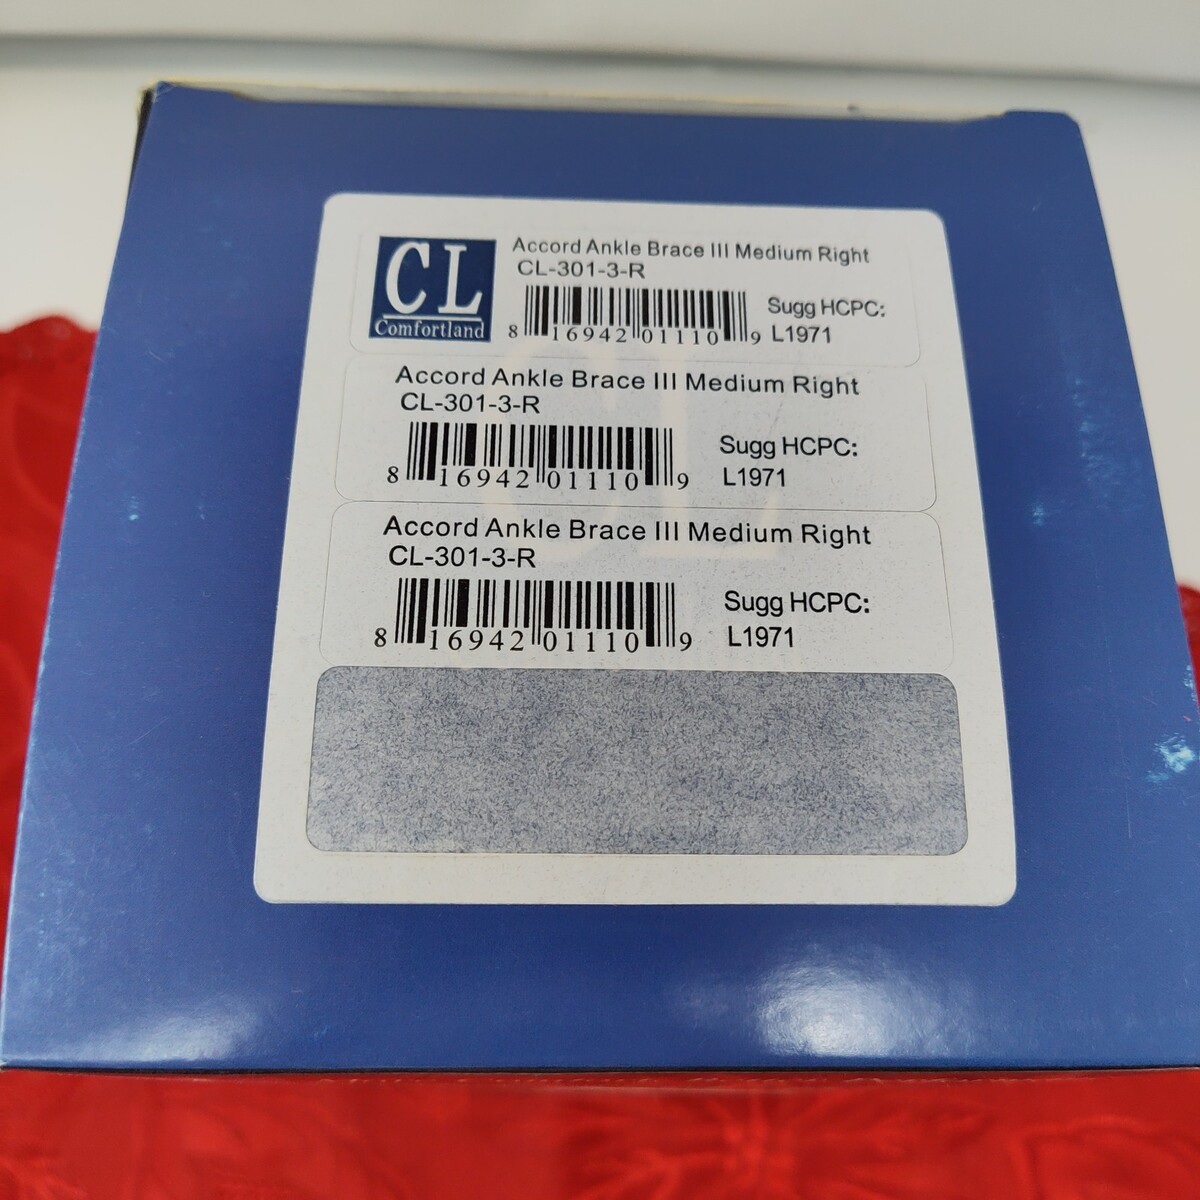 CL
Comfortland
Accord Ankle Brace III Medium Right
CL-301-3-R
Sugg HCPC:
L1971
8 16942 01110 9
Accord Ankle Brace III Medium Right
CL-301-3-R
Sugg HCPC:
L1971
8 16942 01110 9
Accord Ankle Brace III Medium Right
CL-301-3-R
Sugg HCPC:
L1971
8 16942 01110 9
CL